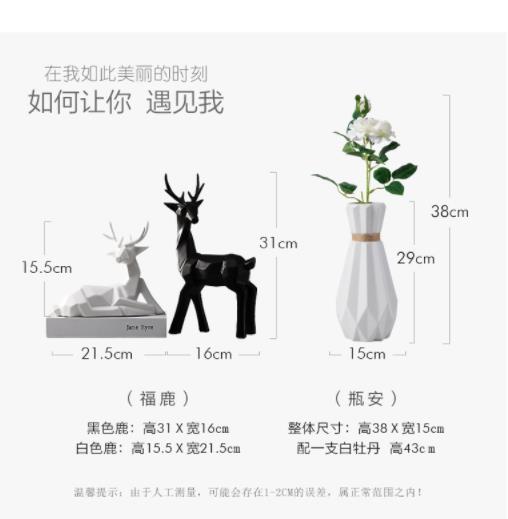 在我如此美丽的时刻
如何让你 遇见我
38cm
31cm
29cm
15.5cm
Jane Eyre
21.5cm
16cm
15cm
（福鹿）
（瓶安）
黑色鹿：高31 X 宽16cm
整体尺寸：高38 X 宽15cm
白色鹿：高15.5 X 宽21.5cm
配一支白牡丹 高43cm
温馨提示：由于人工测量，可能会存在1-2CM的误差，属正常范围之内！